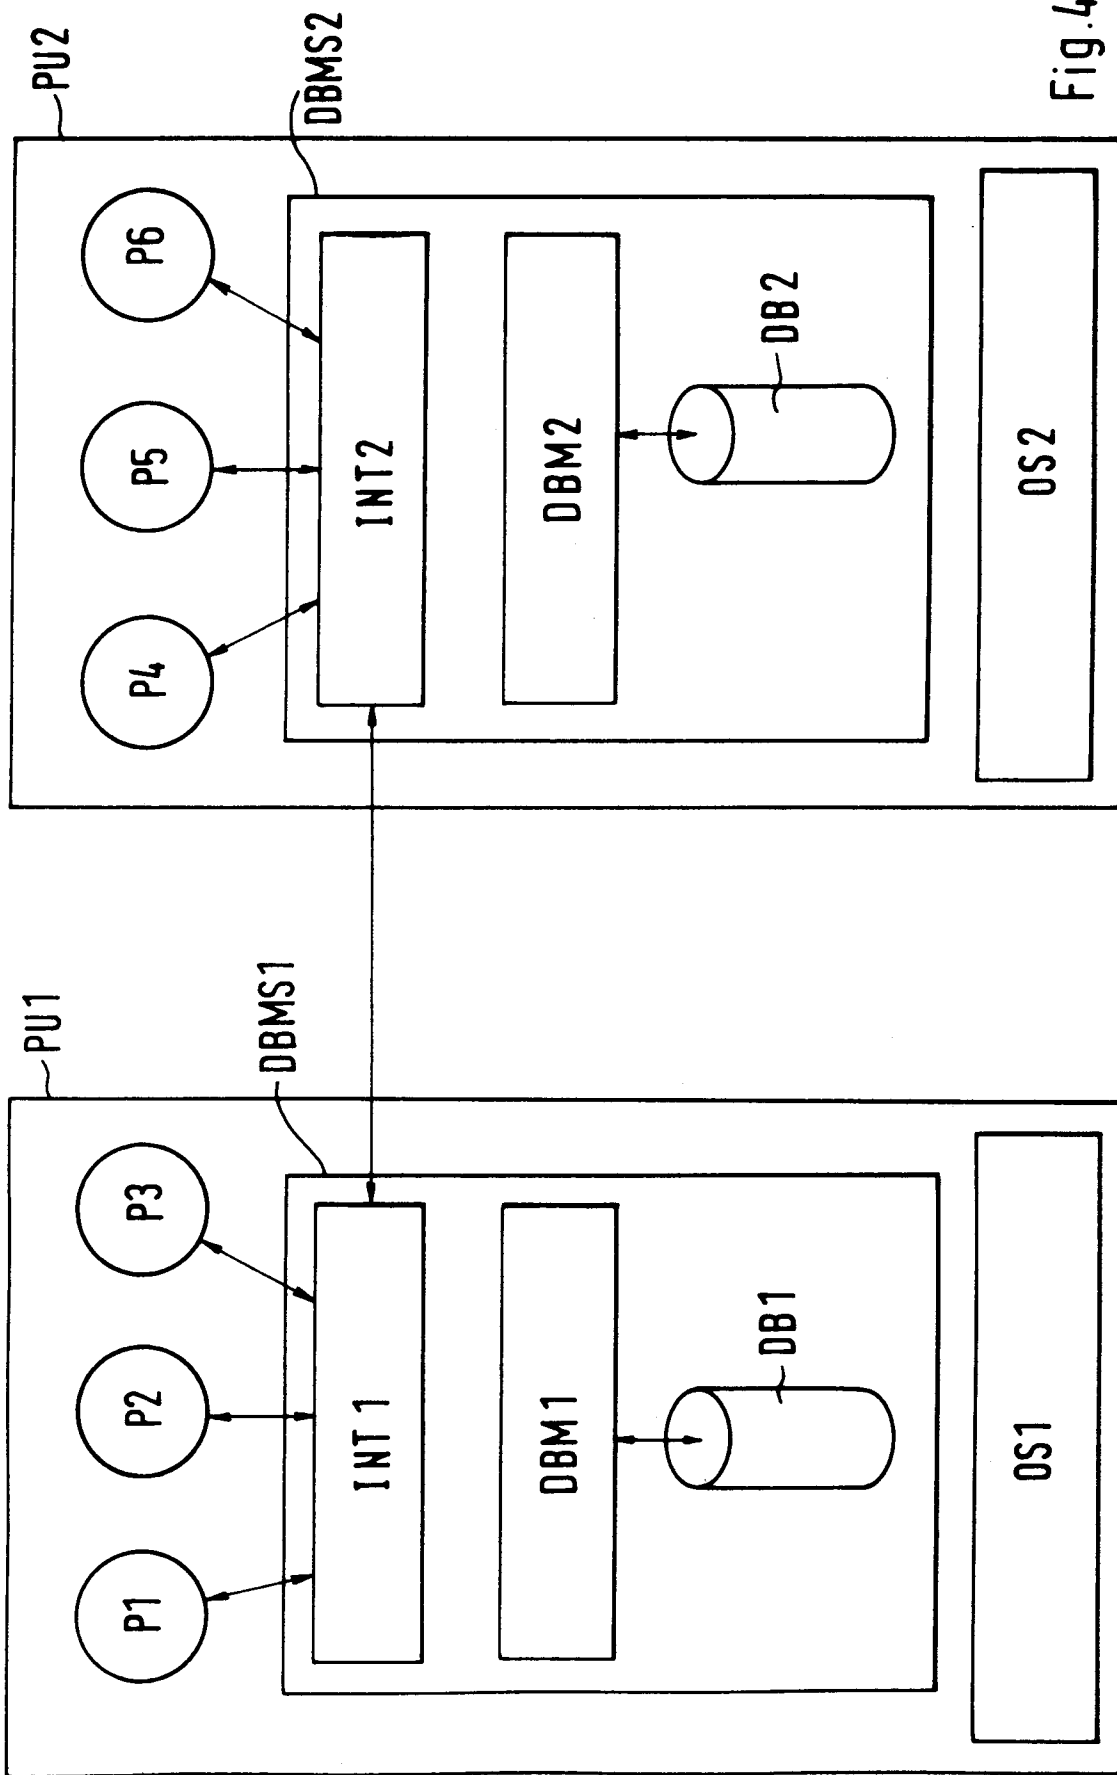 PU1
P1
P2
P3
DBMS1
INT1
DBM1
DB1
OS1
PU2
P4
P5
P6
DBMS2
INT2
DBM2
DB2
OS2
Fig.4